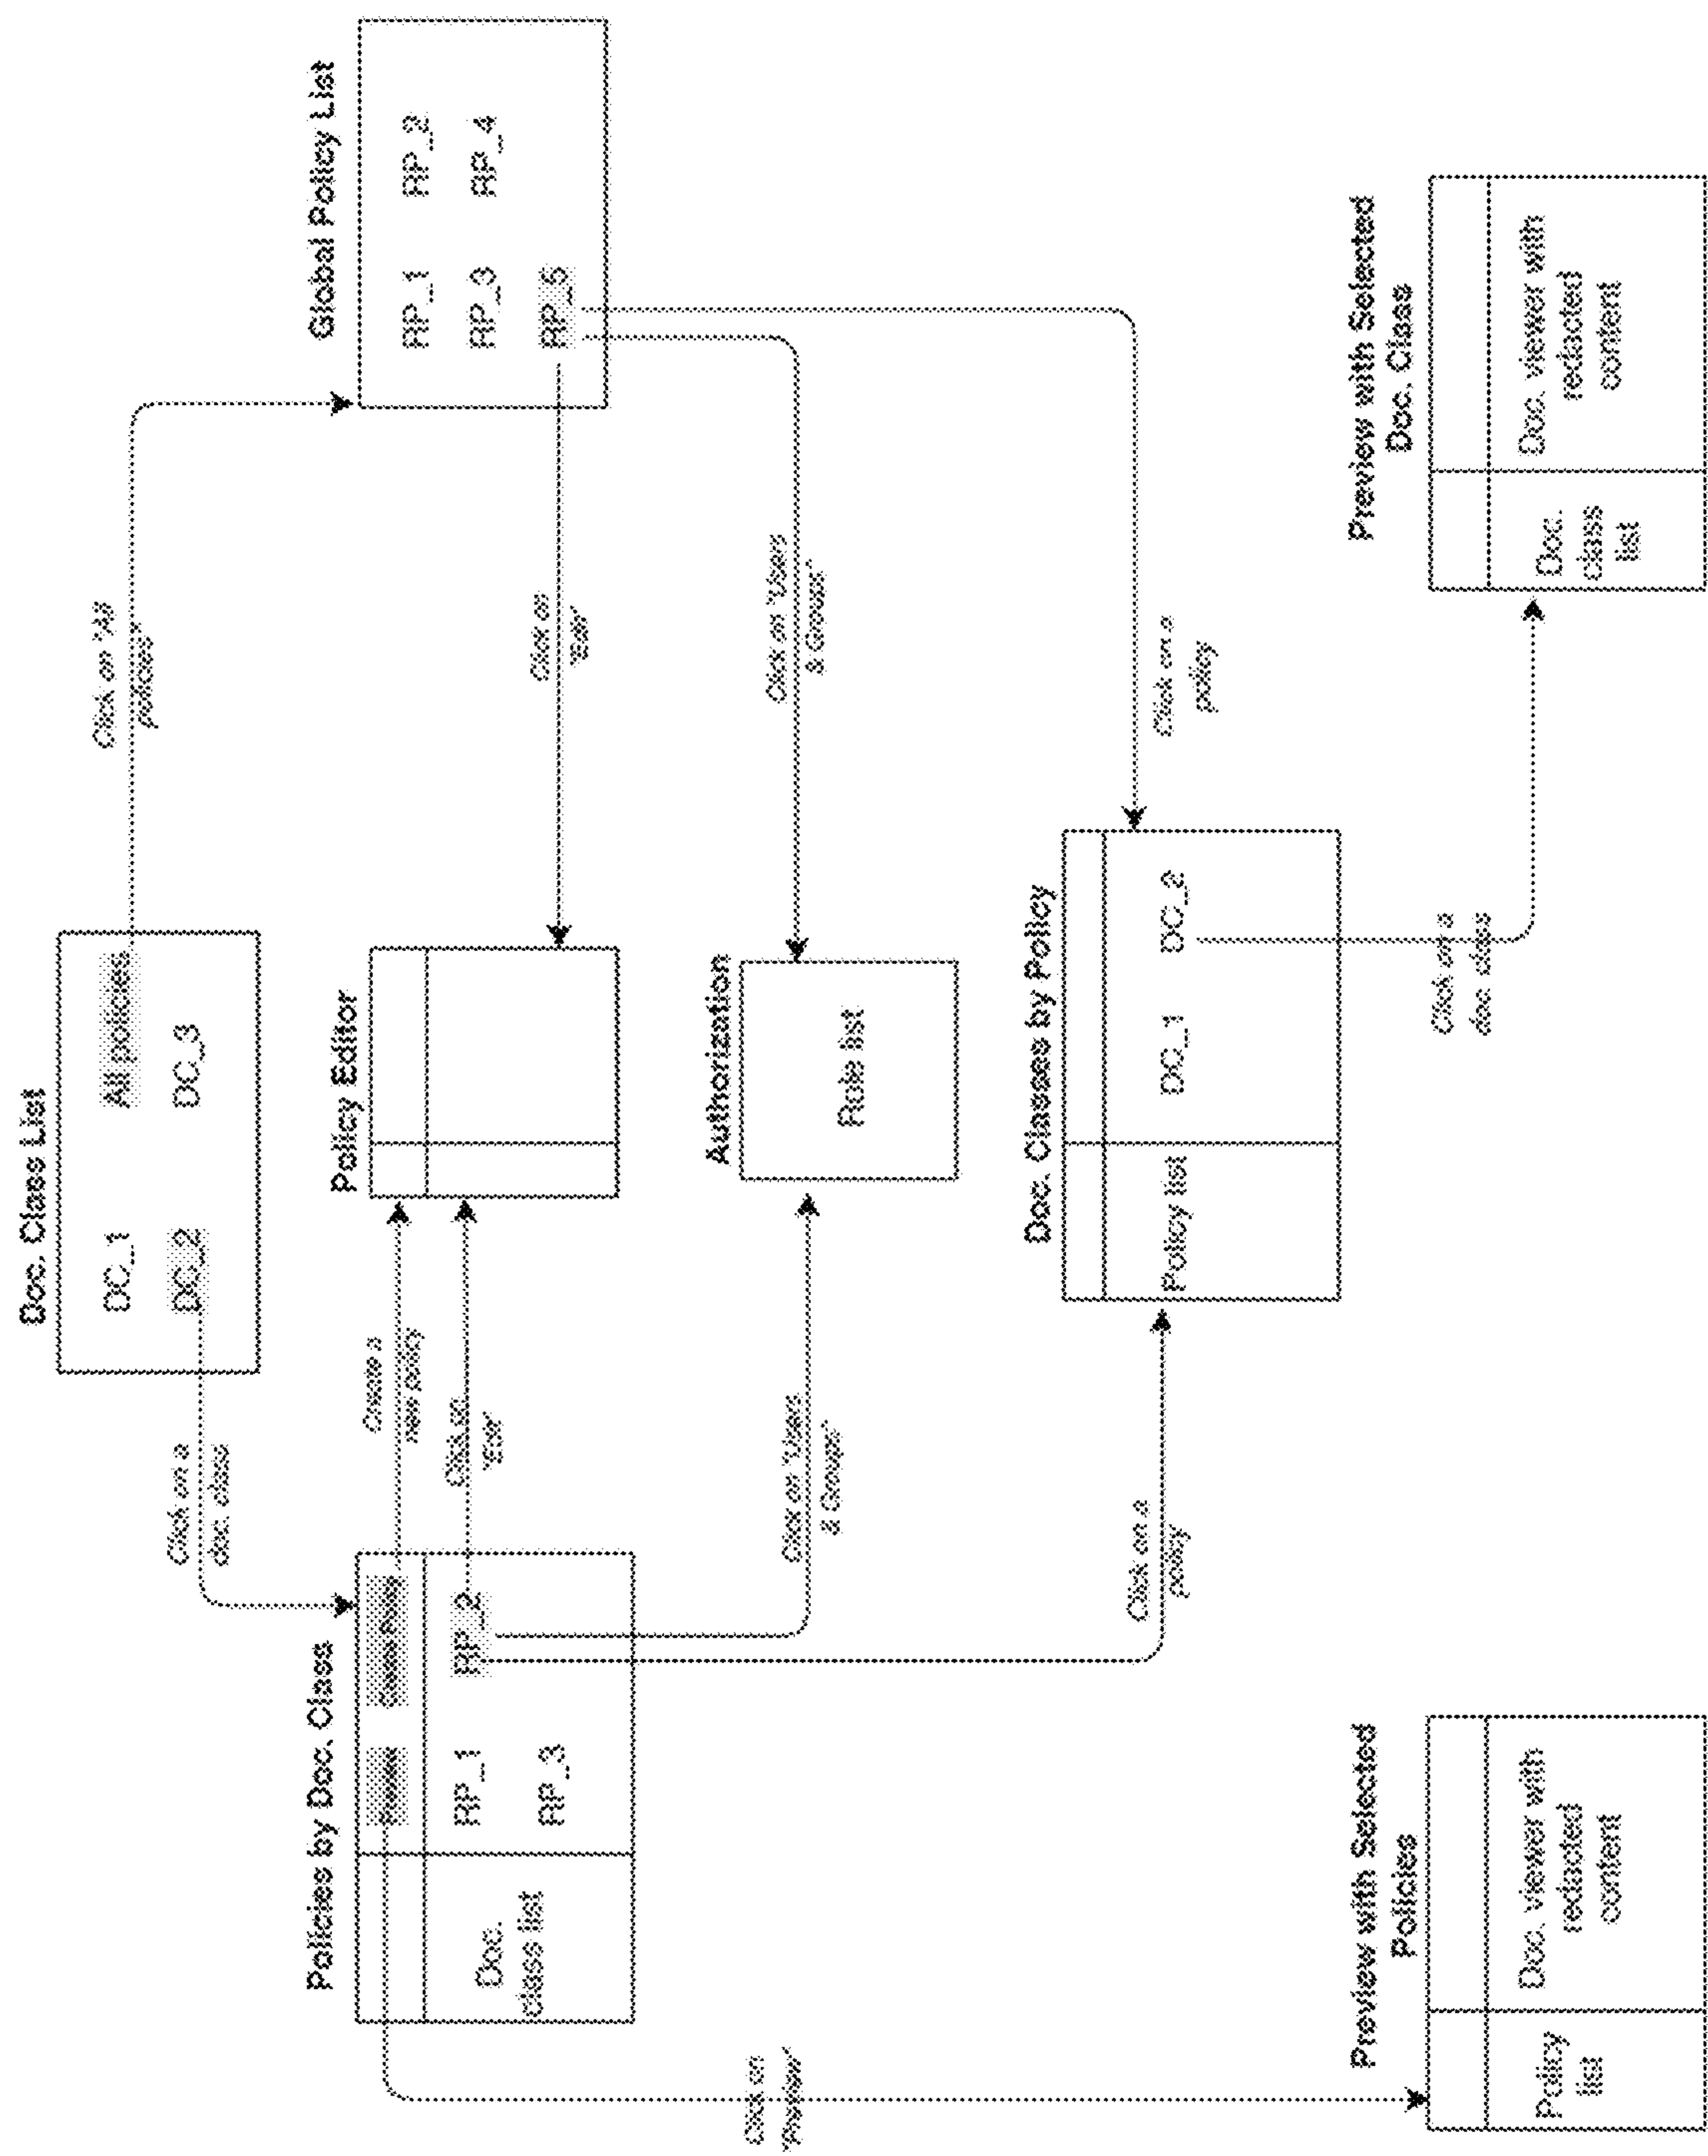 Doc. Class List
DC_1
All policies
DC_2
DC_3
Click on a
doc. class
Click on "All
policies"
Policies by Doc. Class
Preview
Create Policy
Doc.
class list
RP_1
RP_2
RP_3
Create a
new policy
Click on
"Edit"
Policy Editor
Click on
"Edit"
Global Policy List
RP_1
RP_2
RP_3
RP_4
RP_5
Click on "Users
& Groups"
Authorization
Role list
Click on "Users
& Groups"
Click on
"Preview"
Click on a
policy
Doc. Classes by Policy
Policy list
DC_1
DC_2
Click on a
policy
Click on a
doc. class
Preview with Selected
Policies
Policy
list
Doc. viewer with
redacted
content
Preview with Selected
Doc. Class
Doc.
class
list
Doc. viewer with
redacted
content